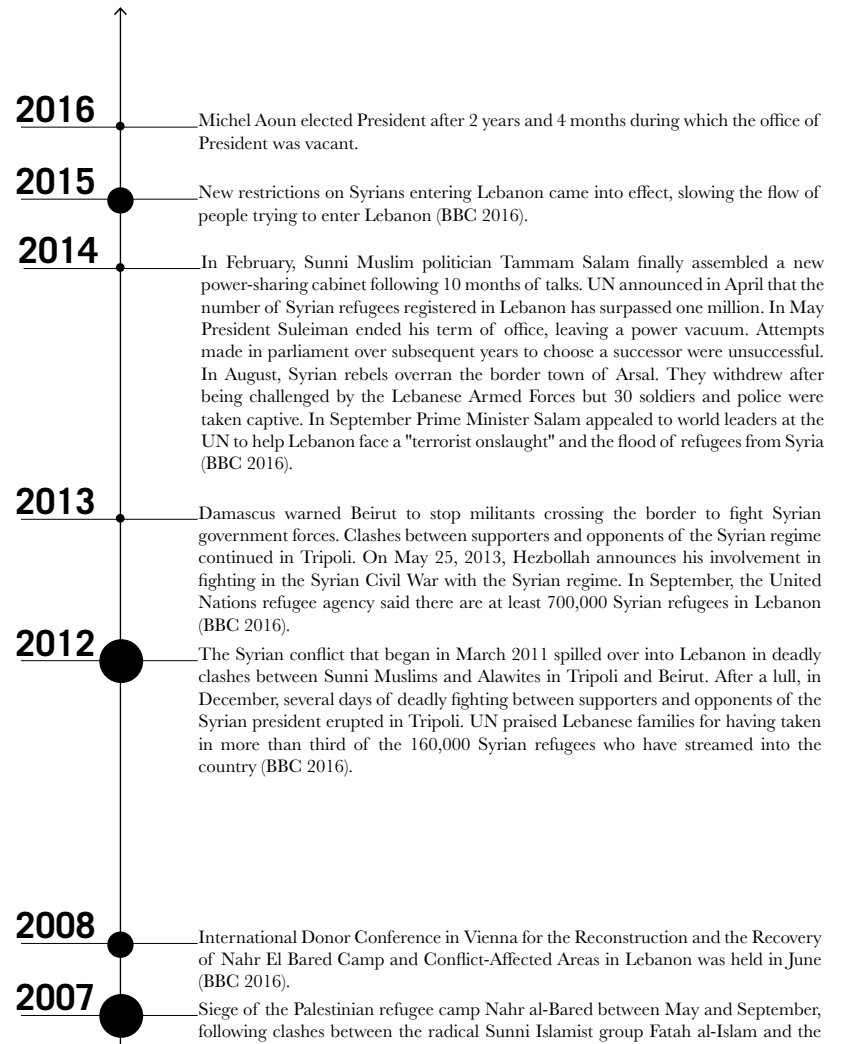 2016
Michel Aoun elected President after 2 years and 4 months during which the office of
President was vacant.
2015
New restrictions on Syrians entering Lebanon came into effect, slowing the flow of
people trying to enter Lebanon (BBC 2016).
2014
In February, Sunni Muslim politician Tammam Salam finally assembled a new
power-sharing cabinet following 10 months of talks. UN announced in April that the
number of Syrian refugees registered in Lebanon has surpassed one million. In May
President Suleiman ended his term of office, leaving a power vacuum. Attempts
made in parliament over subsequent years to choose a successor were unsuccessful.
In August, Syrian rebels overran the border town of Arsal. They withdrew after
being challenged by the Lebanese Armed Forces but 30 soldiers and police were
taken captive. In September Prime Minister Salam appealed to world leaders at the
UN to help Lebanon face a "terrorist onslaught" and the flood of refugees from Syria
(BBC 2016).
2013
Damascus warned Beirut to stop militants crossing the border to fight Syrian
government forces. Clashes between supporters and opponents of the Syrian regime
continued in Tripoli. On May 25, 2013, Hezbollah announces his involvement in
fighting in the Syrian Civil War with the Syrian regime. In September, the United
Nations refugee agency said there are at least 700,000 Syrian refugees in Lebanon
(BBC 2016).
2012
The Syrian conflict that began in March 2011 spilled over into Lebanon in deadly
clashes between Sunni Muslims and Alawites in Tripoli and Beirut. After a lull, in
December, several days of deadly fighting between supporters and opponents of the
Syrian president erupted in Tripoli. UN praised Lebanese families for having taken
in more than third of the 160,000 Syrian refugees who have streamed into the
country (BBC 2016).
2008
International Donor Conference in Vienna for the Reconstruction and the Recovery
of Nahr El Bared Camp and Conflict-Affected Areas in Lebanon was held in June
(BBC 2016).
2007
Siege of the Palestinian refugee camp Nahr al-Bared between May and September,
following clashes between the radical Sunni Islamist group Fatah al-Islam and the